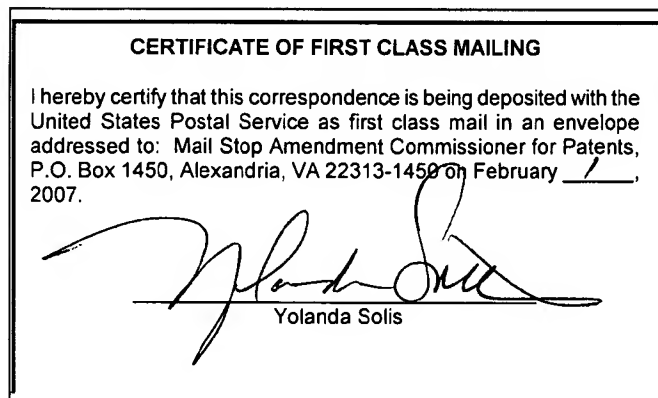 CERTIFICATE OF FIRST CLASS MAILING
I hereby certify that this correspondence is being deposited with the
United States Postal Service as first class mail in an envelope
addressed to: Mail Stop Amendment Commissioner for Patents,
P.O. Box 1450, Alexandria, VA 22313-1450 on February 1,
2007.
Yolanda Solis
Yolanda Solis